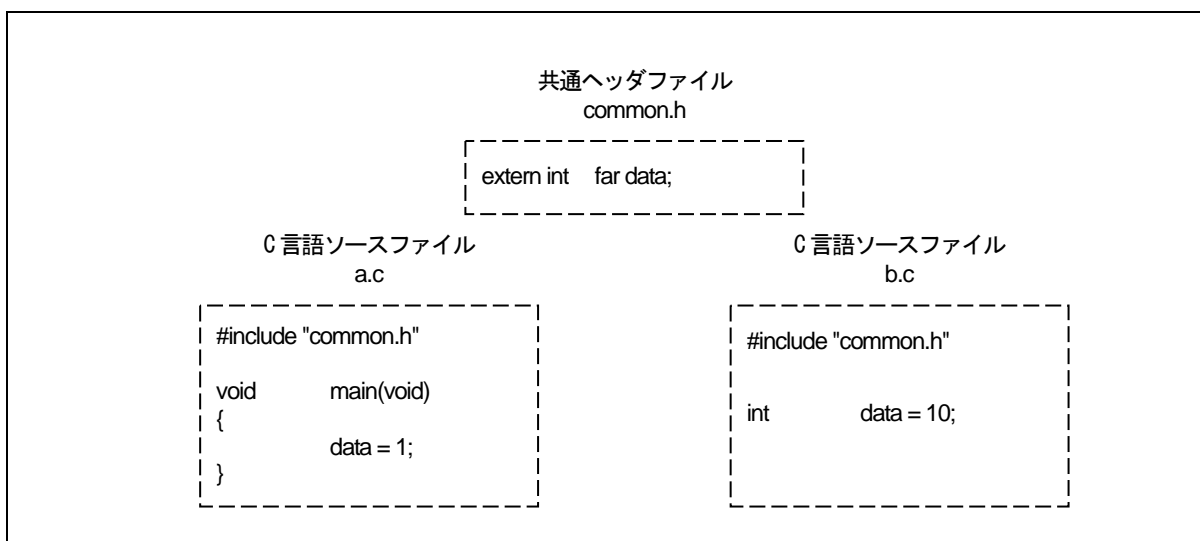 共通ヘッダファイル
common.h
extern int far data;
C 言語ソースファイル
a.c
#include "common.h"
void main(void)
{
data = 1;
}
C 言語ソースファイル
b.c
#include "common.h"
int data = 10;